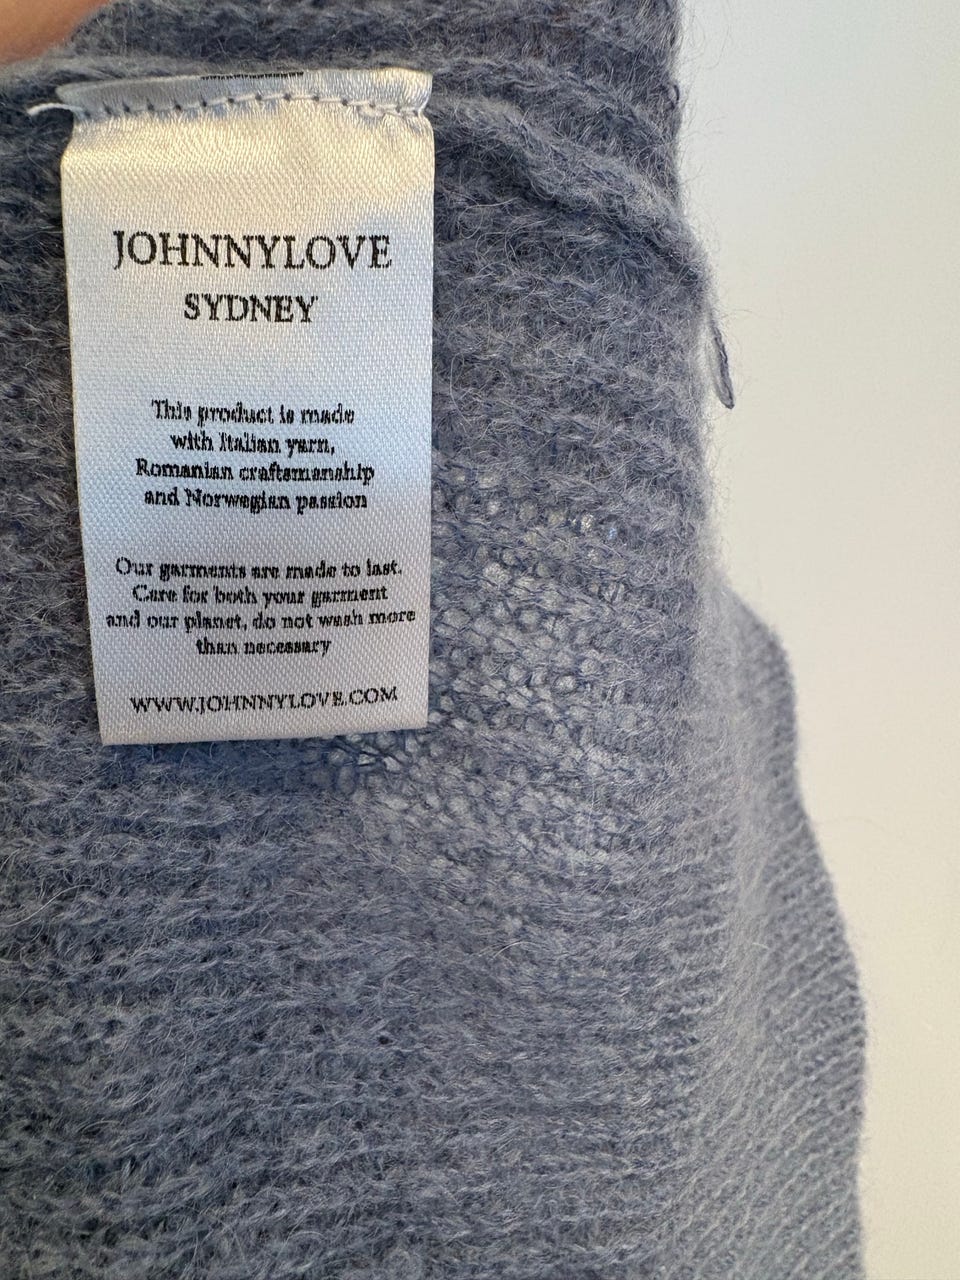 JOHNNYLOVE
SYDNEY
This product is made
with Italian yarn,
Romanian craftsmanship
and Norwegian passion
Our garments are made to last.
Care for both your garment
and our planet, do not wash more
than necessary
WWW.JOHNNYLOVE.COM